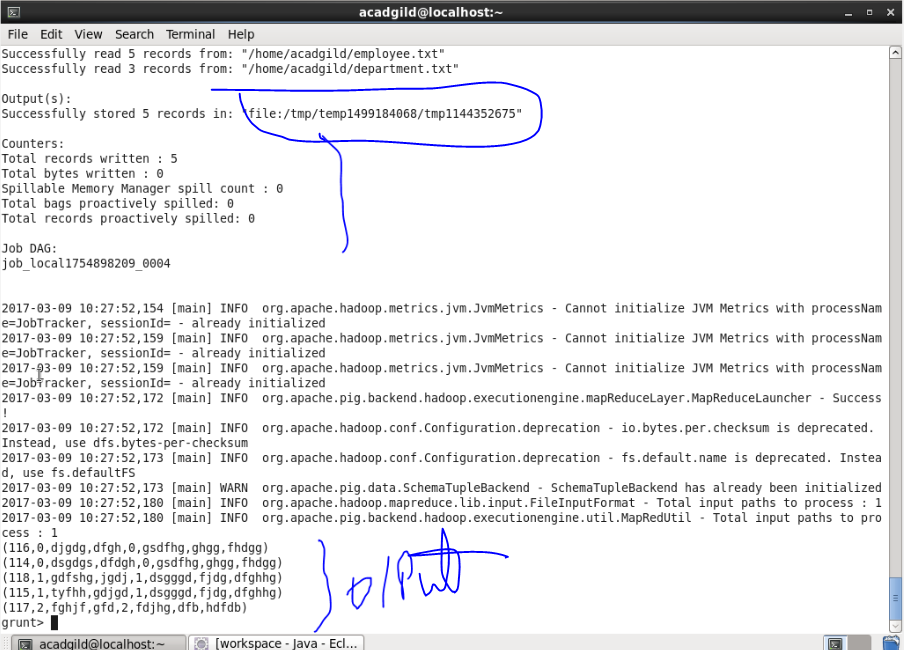 acadgild@localhost:~
File Edit View Search Terminal Help
Successfully read 5 records from: "/home/acadgild/employee.txt"
Successfully read 3 records from: "/home/acadgild/department.txt"
Output(s):
Successfully stored 5 records in: "file:/tmp/temp1499184068/tmp1144352675"
Counters:
Total records written : 5
Total bytes written : 0
Spillable Memory Manager spill count : 0
Total bags proactively spilled: 0
Total records proactively spilled: 0
Job DAG:
job_local1754898209_0004
2017-03-09 10:27:52,154 [main] INFO  org.apache.hadoop.metrics.jvm.JvmMetrics - Cannot initialize JVM Metrics with processNam
e=JobTracker, sessionId= - already initialized
2017-03-09 10:27:52,159 [main] INFO  org.apache.hadoop.metrics.jvm.JvmMetrics - Cannot initialize JVM Metrics with processNam
e=JobTracker, sessionId= - already initialized
2017-03-09 10:27:52,159 [main] INFO  org.apache.hadoop.metrics.jvm.JvmMetrics - Cannot initialize JVM Metrics with processNam
e=JobTracker, sessionId= - already initialized
2017-03-09 10:27:52,172 [main] INFO  org.apache.pig.backend.hadoop.executionengine.mapReduceLayer.MapReduceLauncher - Success
!
2017-03-09 10:27:52,172 [main] INFO  org.apache.hadoop.conf.Configuration.deprecation - io.bytes.per.checksum is deprecated.
Instead, use dfs.bytes-per-checksum
2017-03-09 10:27:52,173 [main] INFO  org.apache.hadoop.conf.Configuration.deprecation - fs.default.name is deprecated. Instea
d, use fs.defaultFS
2017-03-09 10:27:52,173 [main] WARN  org.apache.pig.data.SchemaTupleBackend - SchemaTupleBackend has already been initialized
2017-03-09 10:27:52,180 [main] INFO  org.apache.hadoop.mapreduce.lib.input.FileInputFormat - Total input paths to process : 1
2017-03-09 10:27:52,180 [main] INFO  org.apache.pig.backend.hadoop.executionengine.util.MapRedUtil - Total input paths to pro
cess : 1
(116,0,djgdg,dfgh,0,gsdfhg,ghgg,fhdgg)
(114,0,dsgdgs,dfdgh,0,gsdfhg,ghgg,fhdgg)
(118,1,gdfshg,jgdj,1,dsgggd,fjdg,dfghhg)
(115,1,tyfhh,gdjgd,1,dsgggd,fjdg,dfghhg)
(117,2,fghjf,gfd,2,fdjhg,dfb,hdfdb)
o/Put
grunt>
acadgild@localhost:~ [workspace - Java - Ecl...